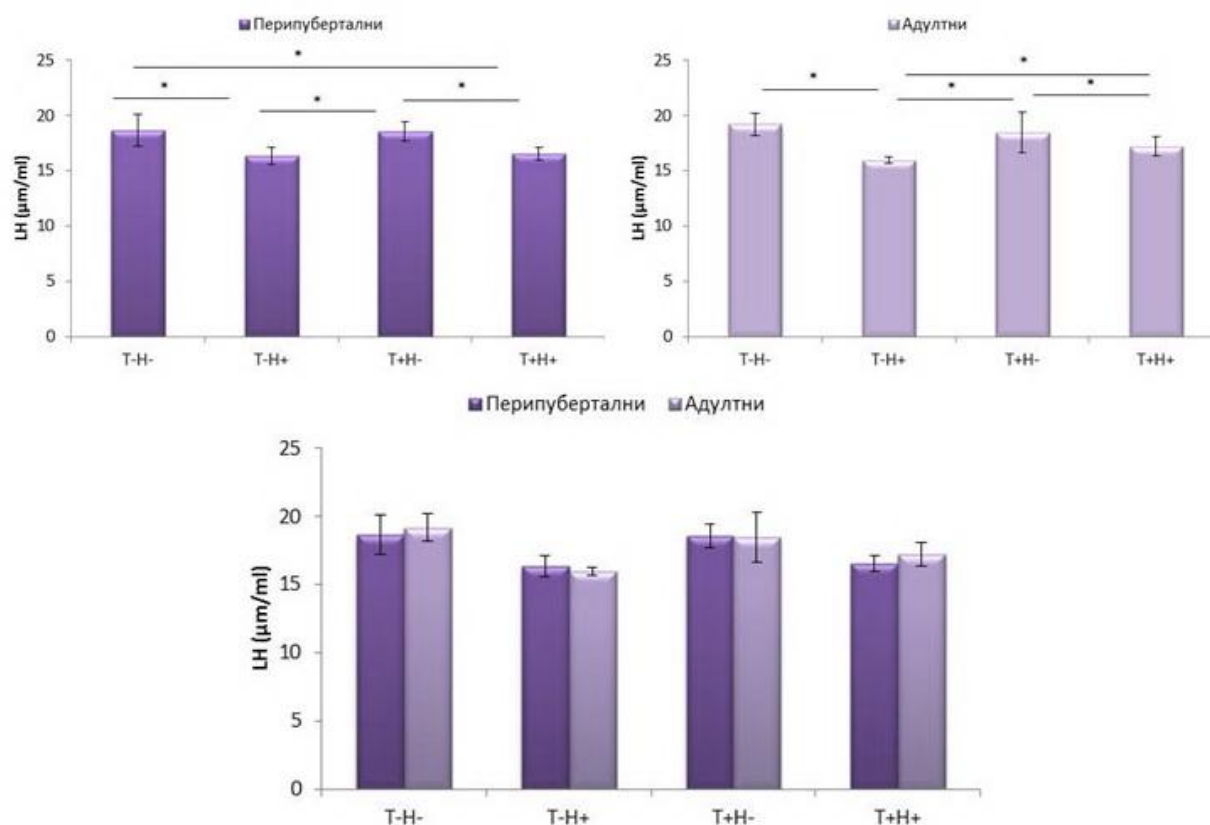 Перипубертални
25
20
15
10
5
0
LH (µm/ml)
* * * *
T-H- T-H+ T+H- T+H+
Адултни
25
20
15
10
5
0
LH (µm/ml)
* * * *
T-H- T-H+ T+H- T+H+
Перипубертални Адултни
25
20
15
10
5
0
LH (µm/ml)
T-H- T-H+ T+H- T+H+